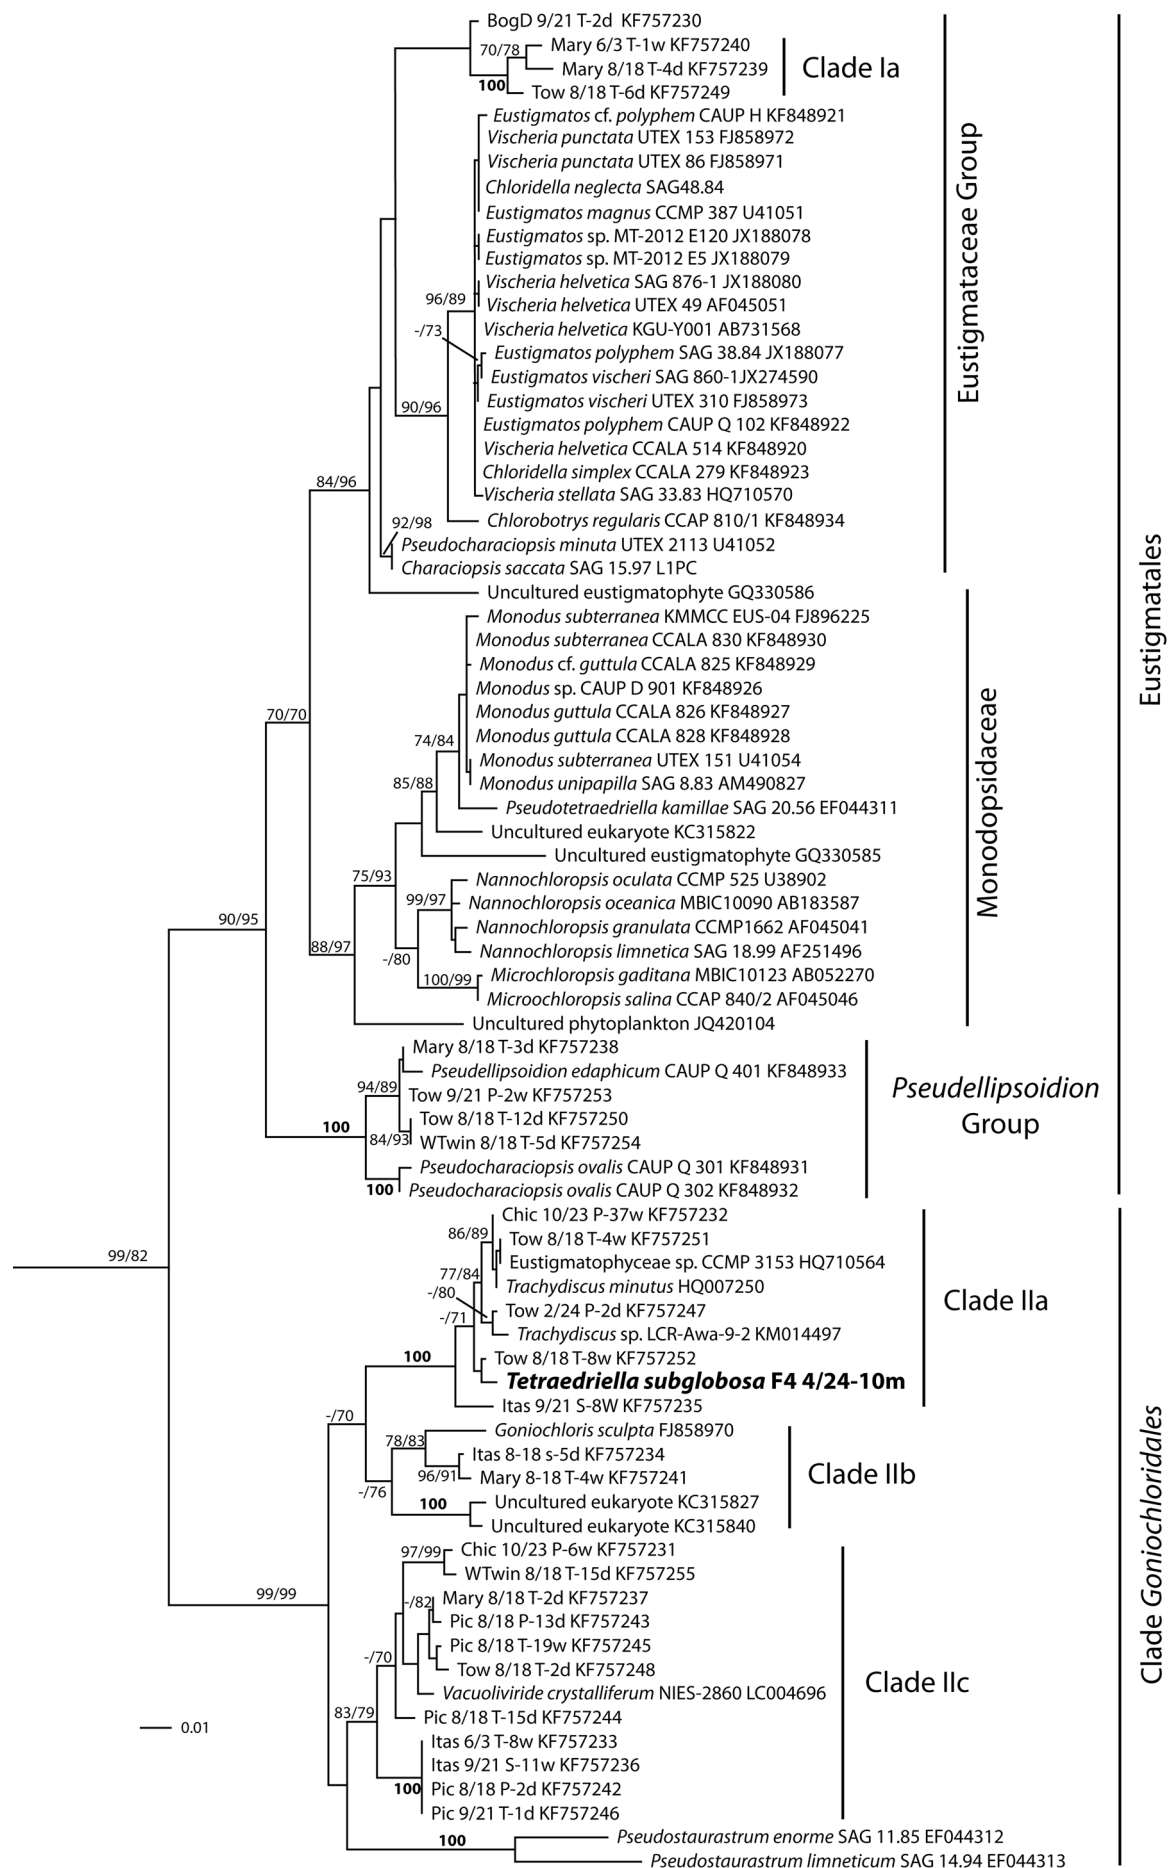 BogD 9/21 T-2d KF757230
70/78
Mary 6/3 T-1w KF757240
Mary 8/18 T-4d KF757239
100
Tow 8/18 T-6d KF757249
Clade Ia
Eustigmatos cf. polyphem CAUP H KF848921
Vischeria punctata UTEX 153 FJ858972
Vischeria punctata UTEX 86 FJ858971
Chloridella neglecta SAG48.84
Eustigmatos magnus CCMP 387 U41051
Eustigmatos sp. MT-2012 E120 JX188078
Eustigmatos sp. MT-2012 E5 JX188079
Vischeria helvetica SAG 876-1 JX188080
96/89
Vischeria helvetica UTEX 49 AF045051
-/73
Vischeria helvetica KGU-Y001 AB731568
Eustigmatos polyphem SAG 38.84 JX188077
Eustigmatos vischeri SAG 860-1JX274590
Eustigmatos vischeri UTEX 310 FJ858973
90/96
Eustigmatos polyphem CAUP Q 102 KF848922
Vischeria helvetica CCALA 514 KF848920
Chloridella simplex CCALA 279 KF848923
84/96
Vischeria stellata SAG 33.83 HQ710570
Chlorobotrys regularis CCAP 810/1 KF848934
92/98
Pseudocharaciopsis minuta UTEX 2113 U41052
Characiopsis saccata SAG 15.97 L1PC
Eustigmataceae Group
Uncultured eustigmatophyte GQ330586
Monodus subterranea KMMCC EUS-04 FJ896225
Monodus subterranea CCALA 830 KF848930
Monodus cf. guttula CCALA 825 KF848929
Monodus sp. CAUP D 901 KF848926
70/70
Monodus guttula CCALA 826 KF848927
Monodus guttula CCALA 828 KF848928
74/84
Monodus subterranea UTEX 151 U41054
85/88
Monodus unipapilla SAG 8.83 AM490827
Pseudotetraedriella kamillae SAG 20.56 EF044311
Uncultured eukaryote KC315822
Uncultured eustigmatophyte GQ330585
75/93
Nannochloropsis oculata CCMP 525 U38902
99/97
Nannochloropsis oceanica MBIC10090 AB183587
90/95
Nannochloropsis granulata CCMP1662 AF045041
88/97
Nannochloropsis limnetica SAG 18.99 AF251496
-/80
100/99
Microchloropsis gaditana MBIC10123 AB052270
Microochloropsis salina CCAP 840/2 AF045046
Uncultured phytoplankton JQ420104
Monodopsidaceae
Mary 8/18 T-3d KF757238
Pseudellipsoidion edaphicum CAUP Q 401 KF848933
94/89
Tow 9/21 P-2w KF757253
Tow 8/18 T-12d KF757250
100
84/93
WTwin 8/18 T-5d KF757254
Pseudocharaciopsis ovalis CAUP Q 301 KF848931
100
Pseudocharaciopsis ovalis CAUP Q 302 KF848932
Pseudellipsoidion
Group
Eustigmatales
Chic 10/23 P-37w KF757232
86/89
Tow 8/18 T-4w KF757251
99/82
Eustigmatophyceae sp. CCMP 3153 HQ710564
77/84
Trachydiscus minutus HQ007250
-/80
Tow 2/24 P-2d KF757247
-/71
Trachydiscus sp. LCR-Awa-9-2 KM014497
100
Tow 8/18 T-8w KF757252
Tetraedriella subglobosa F4 4/24-10m
Itas 9/21 S-8W KF757235
Clade IIa
-/70
Goniochloris sculpta FJ858970
78/83
Itas 8-18 s-5d KF757234
96/91
Mary 8-18 T-4w KF757241
-/76
100
Uncultured eukaryote KC315827
Uncultured eukaryote KC315840
Clade IIb
97/99
Chic 10/23 P-6w KF757231
WTwin 8/18 T-15d KF757255
99/99
-/82
Mary 8/18 T-2d KF757237
Pic 8/18 P-13d KF757243
-/70
Pic 8/18 T-19w KF757245
Tow 8/18 T-2d KF757248
Vacuoliviride crystalliferum NIES-2860 LC004696
83/79
Pic 8/18 T-15d KF757244
Itas 6/3 T-8w KF757233
Itas 9/21 S-11w KF757236
100
Pic 8/18 P-2d KF757242
Pic 9/21 T-1d KF757246
Clade IIc
0.01
100
Pseudostaurastrum enorme SAG 11.85 EF044312
Pseudostaurastrum limneticum SAG 14.94 EF044313
Clade Goniochloridales